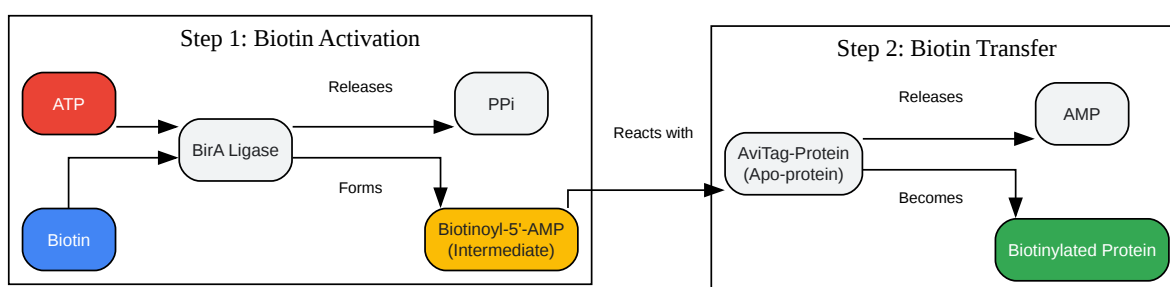 Step 1: Biotin Activation
ATP
Releases
PPi
BirA Ligase
Forms
Biotin
Biotinoyl-5'-AMP
(Intermediate)
Reacts with
Step 2: Biotin Transfer
Releases
AMP
AviTag-Protein
(Apo-protein)
Becomes
Biotinylated Protein